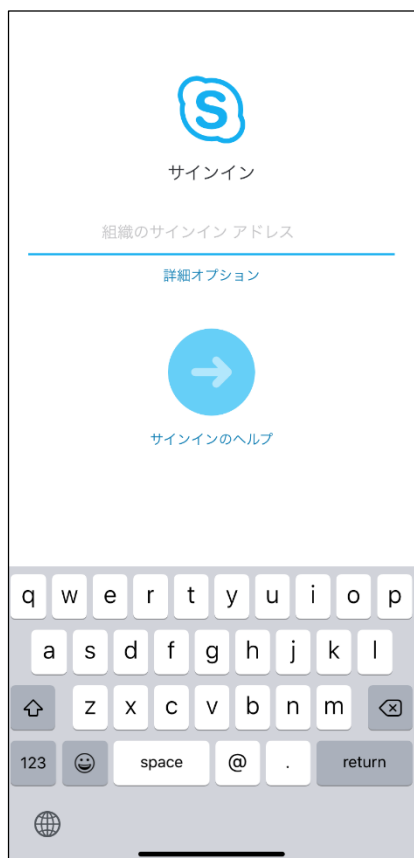 S
サインイン
組織のサインイン アドレス
詳細オプション
サインインのヘルプ
q w e r t y u i o p
a s d f g h j k l
z x c v b n m
123 space @ . return